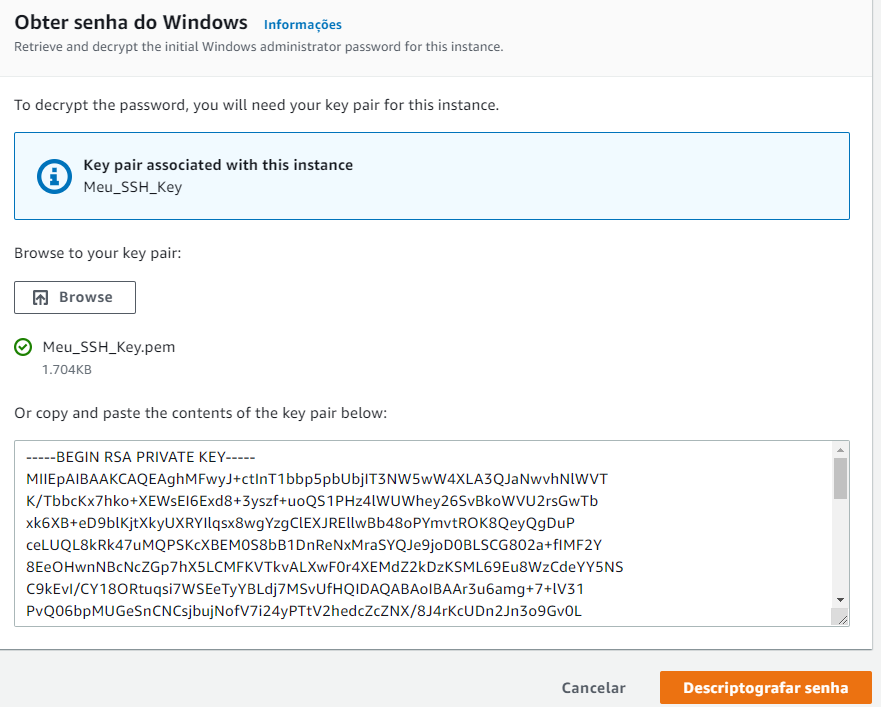 Obter senha do Windows Informações
Retrieve and decrypt the initial Windows administrator password for this instance.
To decrypt the password, you will need your key pair for this instance.
Key pair associated with this instance
Meu_SSH_Key
Browse to your key pair:
Browse
Meu_SSH_Key.pem
1.704KB
Or copy and paste the contents of the key pair below:
-----BEGIN RSA PRIVATE KEY-----
MIIEpAIBAAKCAQEAghMFwyJ+ctInT1bbp5pbUbjIT3NW5wW4XLA3QJaNwvhNlWVT
K/TbbcKx7hko+XEWsEI6Exd8+3yszf+uoQS1PHz4lWUWhey26SvBkoWVU2rsGwTb
xk6XB+eD9blKjtXkyUXRYIlqsx8wgYzgClEXJREllwBb48oPYmvtROK8QeyQgDuP
ceLUQL8kRk47uMQPSKcXBEM0S8bB1DnReNxMraSYQJe9joD0BLSCG802a+fIMF2Y
8EeOHwnNBcNcZGp7hX5LCMFKVTkvALXwF0r4XEMdZ2kDzKSML69Eu8WzCdeYY5NS
C9kEvI/CY18ORtuqsi7WSEeTyYBLdj7MSvUfHQIDAQABAoIBAAr3u6amg+7+lV31
PvQ06bpMUGeSnCNCsjbujNofV7i24yPTtV2hedcZcZNX/8J4rKcUDn2Jn3o9Gv0L
Cancelar
Descriptografar senha